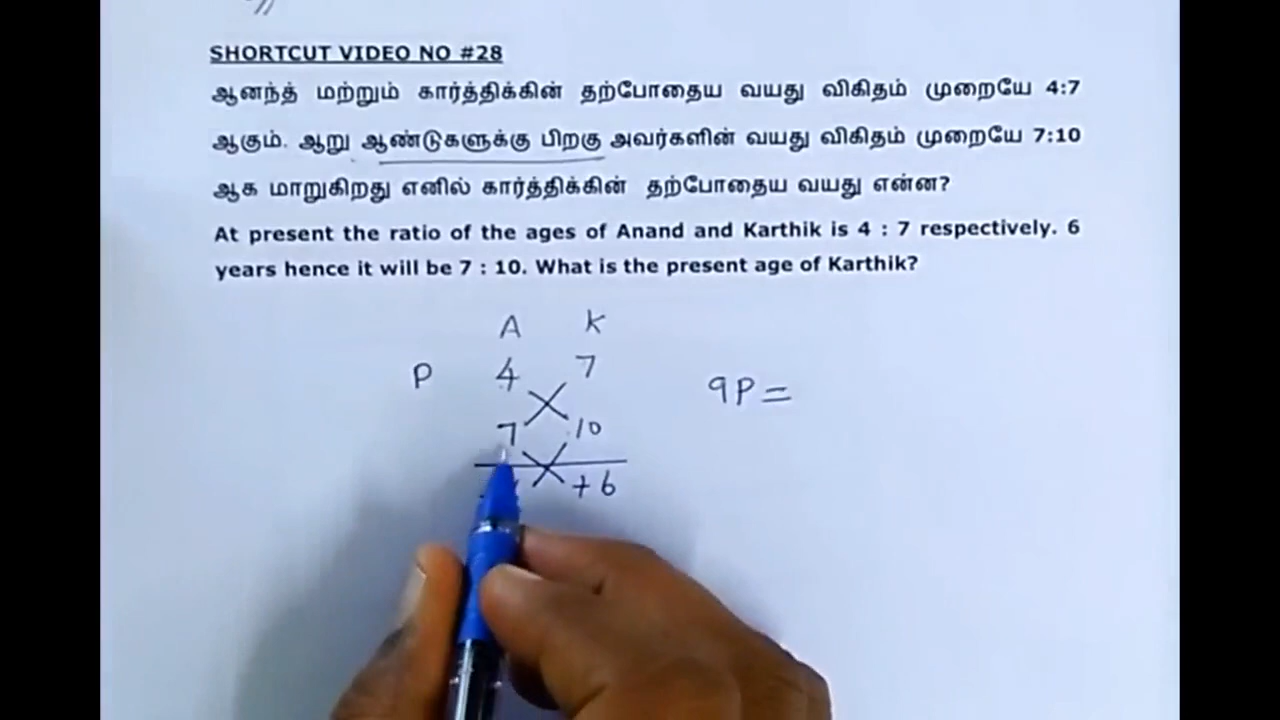 SHORTCUT VIDEO NO #28
ஆனந்த் மற்றும் கார்த்திக்கின் தற்போதைய வயது விகிதம் முறையே 4:7
ஆகும். ஆறு ஆண்டுகளுக்கு பிறகு அவர்களின் வயது விகிதம் முறையே 7:10
ஆக மாறுகிறது எனில் கார்த்திக்கின் தற்போதைய வயது என்ன?
At present the ratio of the ages of Anand and Karthik is 4 : 7 respectively. 6
years hence it will be 7 : 10. What is the present age of Karthik?
A K
P 4 7
9P =
7 10
+6